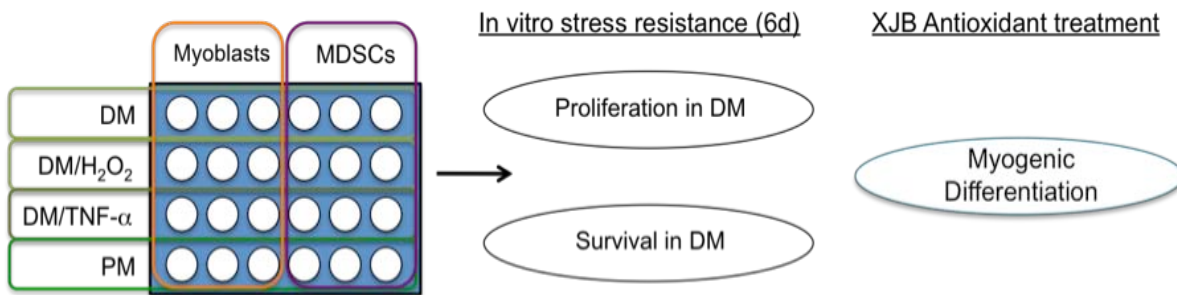 Myoblasts
MDSCs
DM
DM/H₂O₂
DM/TNF-α
PM
In vitro stress resistance (6d)
Proliferation in DM
Survival in DM
XJB Antioxidant treatment
Myogenic
Differentiation